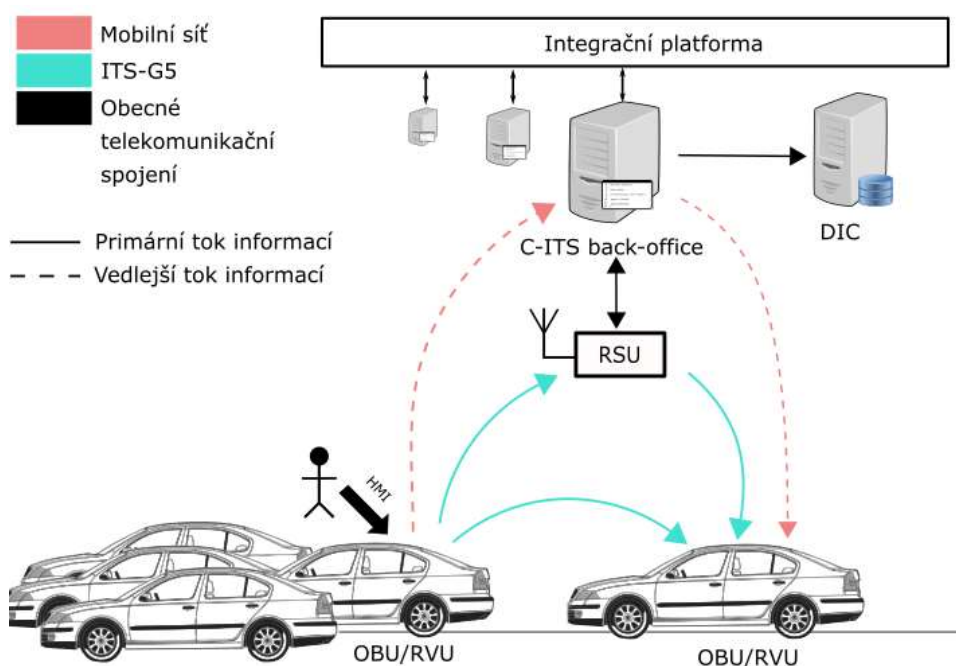 Mobilní síť
ITS-G5
Obecné
telekomunikační
spojení
Primární tok informací
Vedlejší tok informací
Integrační platforma
C-ITS back-office
DIC
RSU
HMI
OBU/RVU
OBU/RVU